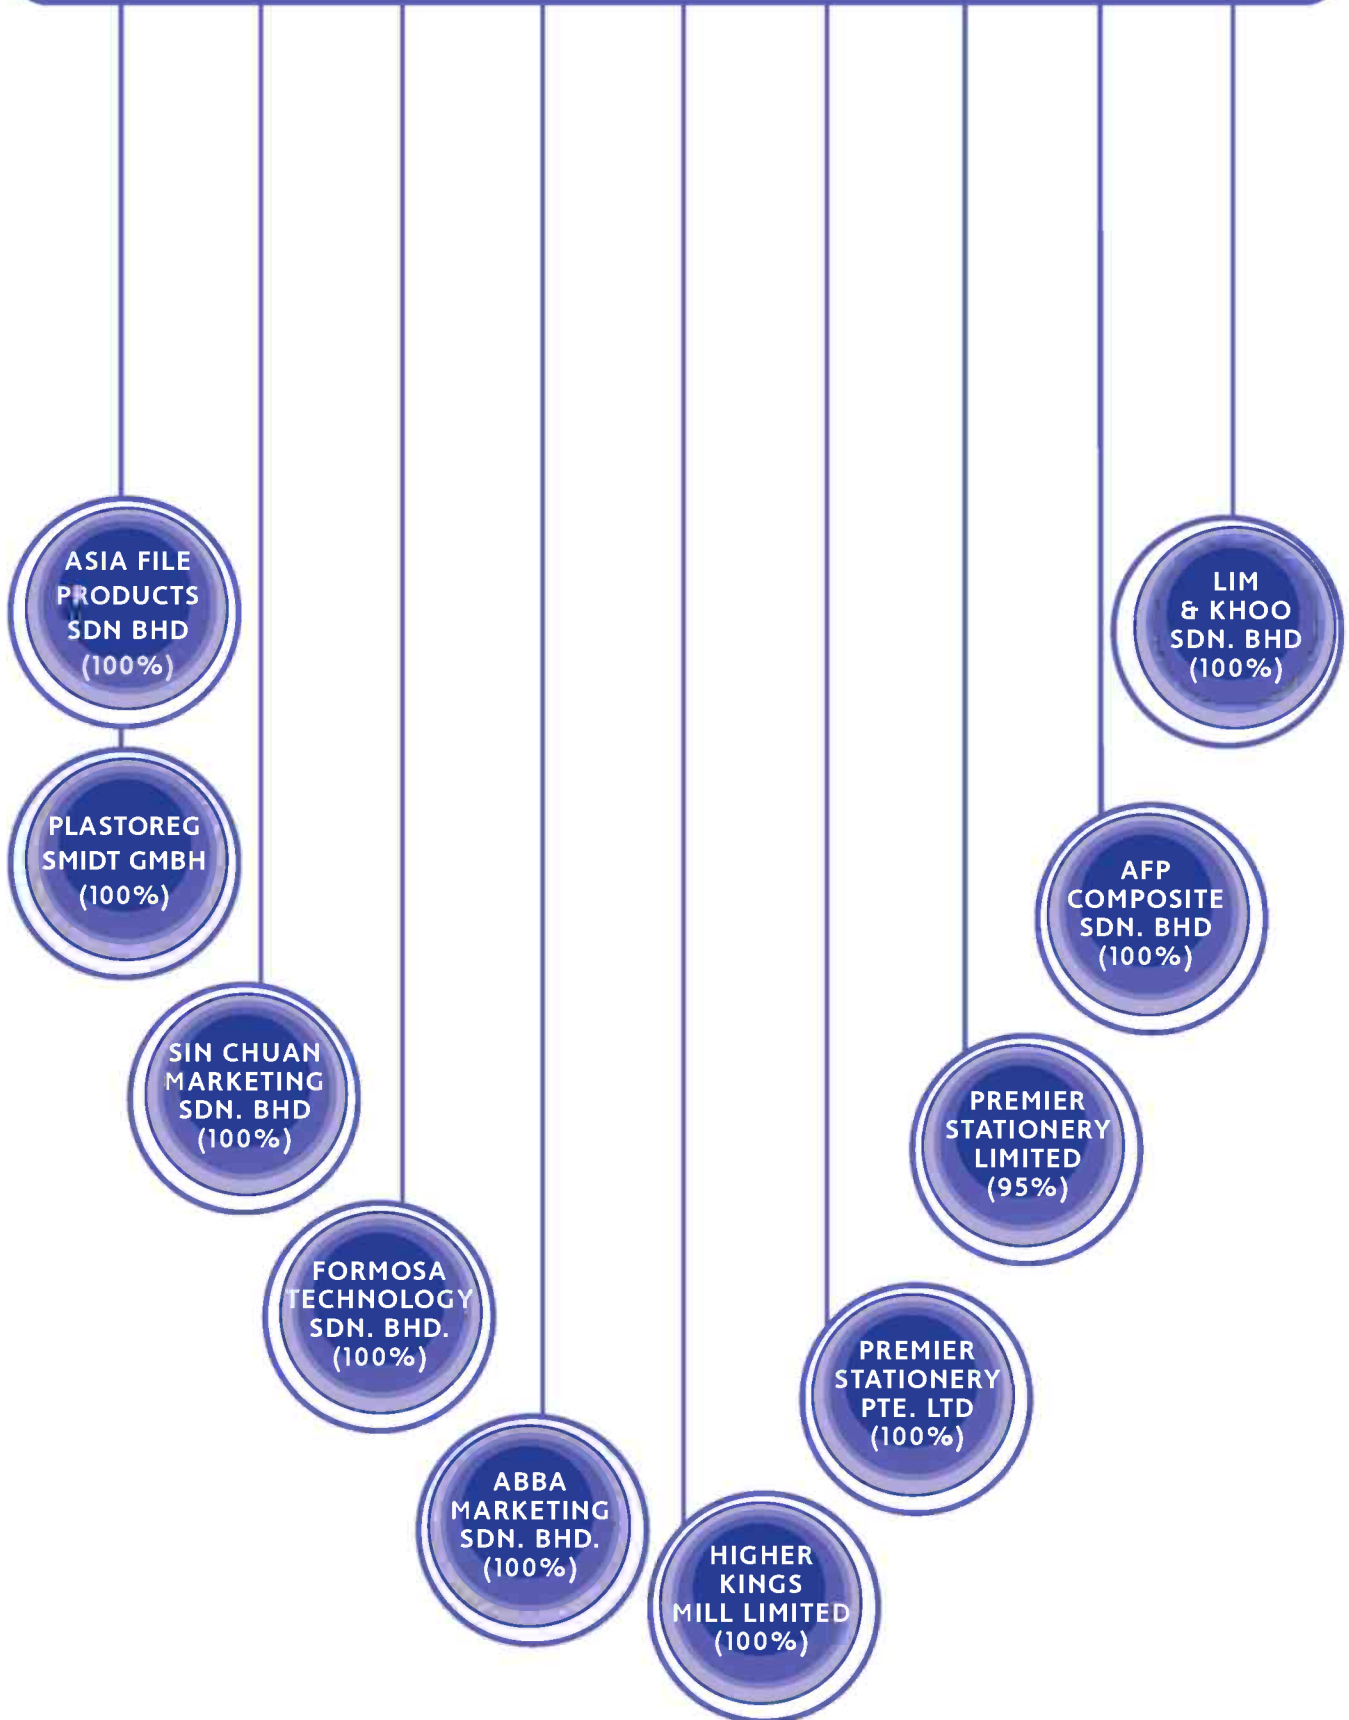 ASIA FILE
PRODUCTS
SDN BHD
(100%)
PLASTOREG
SMIDT GMBH
(100%)
SIN CHUAN
MARKETING
SDN. BHD
(100%)
FORMOSA
TECHNOLOGY
SDN. BHD.
(100%)
ABBA
MARKETING
SDN. BHD.
(100%)
HIGHER
KINGS
MILL LIMITED
(100%)
PREMIER
STATIONERY
PTE. LTD
(100%)
PREMIER
STATIONERY
LIMITED
(95%)
AFP
COMPOSITE
SDN. BHD
(100%)
LIM
& KHOO
SDN. BHD
(100%)